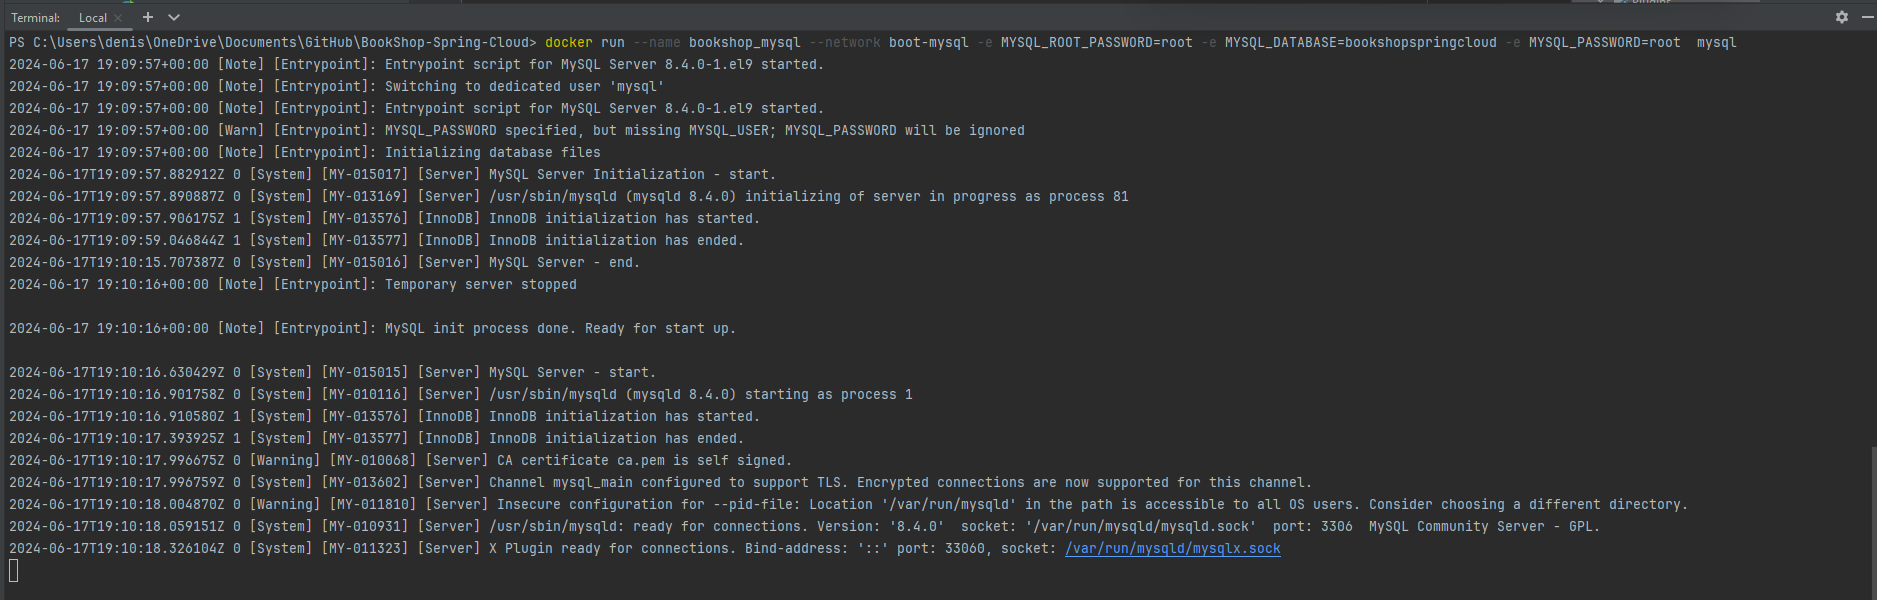 Plugins
Terminal: Local × +
PS C:\Users\denis\OneDrive\Documents\GitHub\BookShop-Spring-Cloud> docker run --name bookshop_mysql --network boot-mysql -e MYSQL_ROOT_PASSWORD=root -e MYSQL_DATABASE=bookshopspringcloud -e MYSQL_PASSWORD=root  mysql
2024-06-17 19:09:57+00:00 [Note] [Entrypoint]: Entrypoint script for MySQL Server 8.4.0-1.el9 started.
2024-06-17 19:09:57+00:00 [Note] [Entrypoint]: Switching to dedicated user 'mysql'
2024-06-17 19:09:57+00:00 [Note] [Entrypoint]: Entrypoint script for MySQL Server 8.4.0-1.el9 started.
2024-06-17 19:09:57+00:00 [Warn] [Entrypoint]: MYSQL_PASSWORD specified, but missing MYSQL_USER; MYSQL_PASSWORD will be ignored
2024-06-17 19:09:57+00:00 [Note] [Entrypoint]: Initializing database files
2024-06-17T19:09:57.882912Z 0 [System] [MY-015017] [Server] MySQL Server Initialization - start.
2024-06-17T19:09:57.890887Z 0 [System] [MY-013169] [Server] /usr/sbin/mysqld (mysqld 8.4.0) initializing of server in progress as process 81
2024-06-17T19:09:57.906175Z 1 [System] [MY-013576] [InnoDB] InnoDB initialization has started.
2024-06-17T19:09:59.046844Z 1 [System] [MY-013577] [InnoDB] InnoDB initialization has ended.
2024-06-17T19:10:15.707387Z 0 [System] [MY-015016] [Server] MySQL Server - end.
2024-06-17 19:10:16+00:00 [Note] [Entrypoint]: Temporary server stopped
2024-06-17 19:10:16+00:00 [Note] [Entrypoint]: MySQL init process done. Ready for start up.
2024-06-17T19:10:16.630429Z 0 [System] [MY-015015] [Server] MySQL Server - start.
2024-06-17T19:10:16.901758Z 0 [System] [MY-010116] [Server] /usr/sbin/mysqld (mysqld 8.4.0) starting as process 1
2024-06-17T19:10:16.910580Z 1 [System] [MY-013576] [InnoDB] InnoDB initialization has started.
2024-06-17T19:10:17.393925Z 1 [System] [MY-013577] [InnoDB] InnoDB initialization has ended.
2024-06-17T19:10:17.996675Z 0 [Warning] [MY-010068] [Server] CA certificate ca.pem is self signed.
2024-06-17T19:10:17.996759Z 0 [System] [MY-013602] [Server] Channel mysql_main configured to support TLS. Encrypted connections are now supported for this channel.
2024-06-17T19:10:18.004870Z 0 [Warning] [MY-011810] [Server] Insecure configuration for --pid-file: Location '/var/run/mysqld' in the path is accessible to all OS users. Consider choosing a different directory.
2024-06-17T19:10:18.059151Z 0 [System] [MY-010931] [Server] /usr/sbin/mysqld: ready for connections. Version: '8.4.0'  socket: '/var/run/mysqld/mysqld.sock'  port: 3306  MySQL Community Server - GPL.
2024-06-17T19:10:18.326104Z 0 [System] [MY-011323] [Server] X Plugin ready for connections. Bind-address: '::' port: 33060, socket: /var/run/mysqld/mysqlx.sock